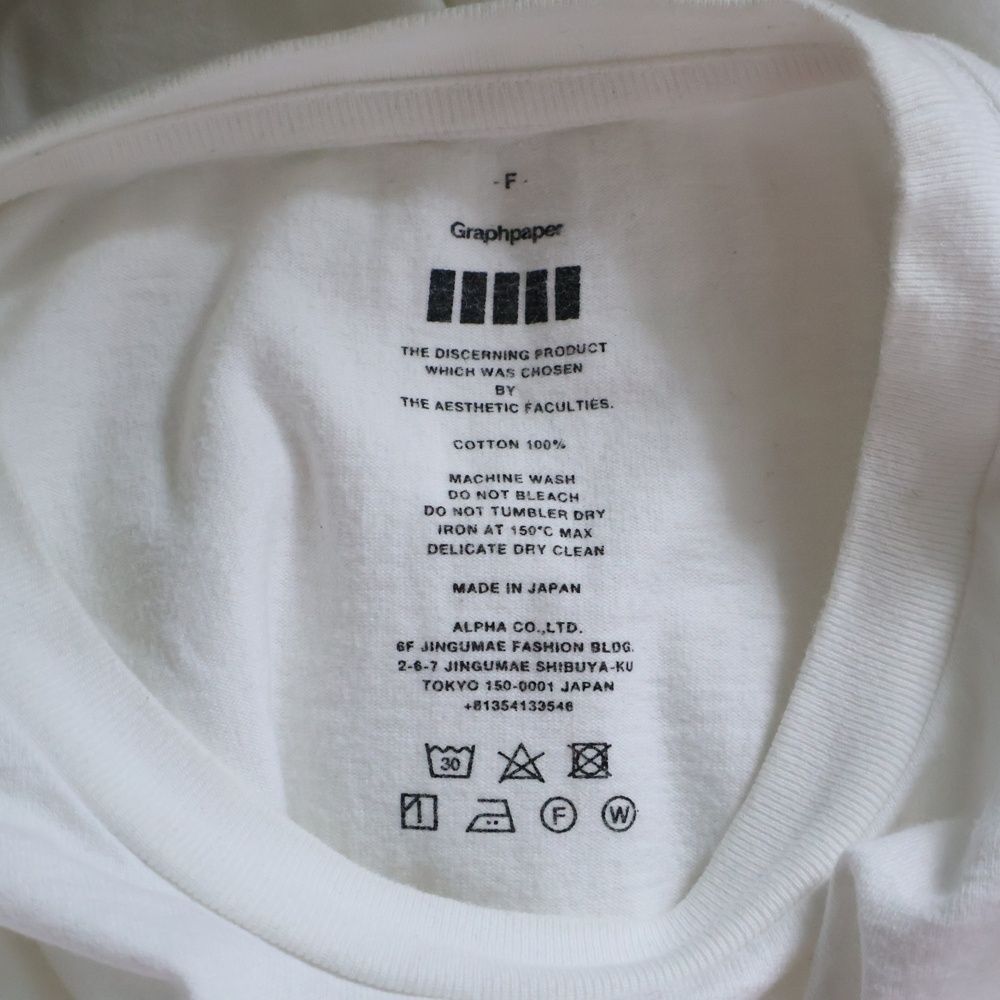 - F -
Graphpaper
THE DISCERNING PRODUCT
WHICH WAS CHOSEN
BY
THE AESTHETIC FACULTIES.
COTTON 100%
MACHINE WASH
DO NOT BLEACH
DO NOT TUMBLER DRY
IRON AT 150°C MAX
DELICATE DRY CLEAN
MADE IN JAPAN
ALPHA CO.,LTD.
6F JINGUMAE FASHION BLDG.
2-6-7 JINGUMAE SHIBUYA-KU
TOKYO 150-0001 JAPAN
+81354133546
30
F W